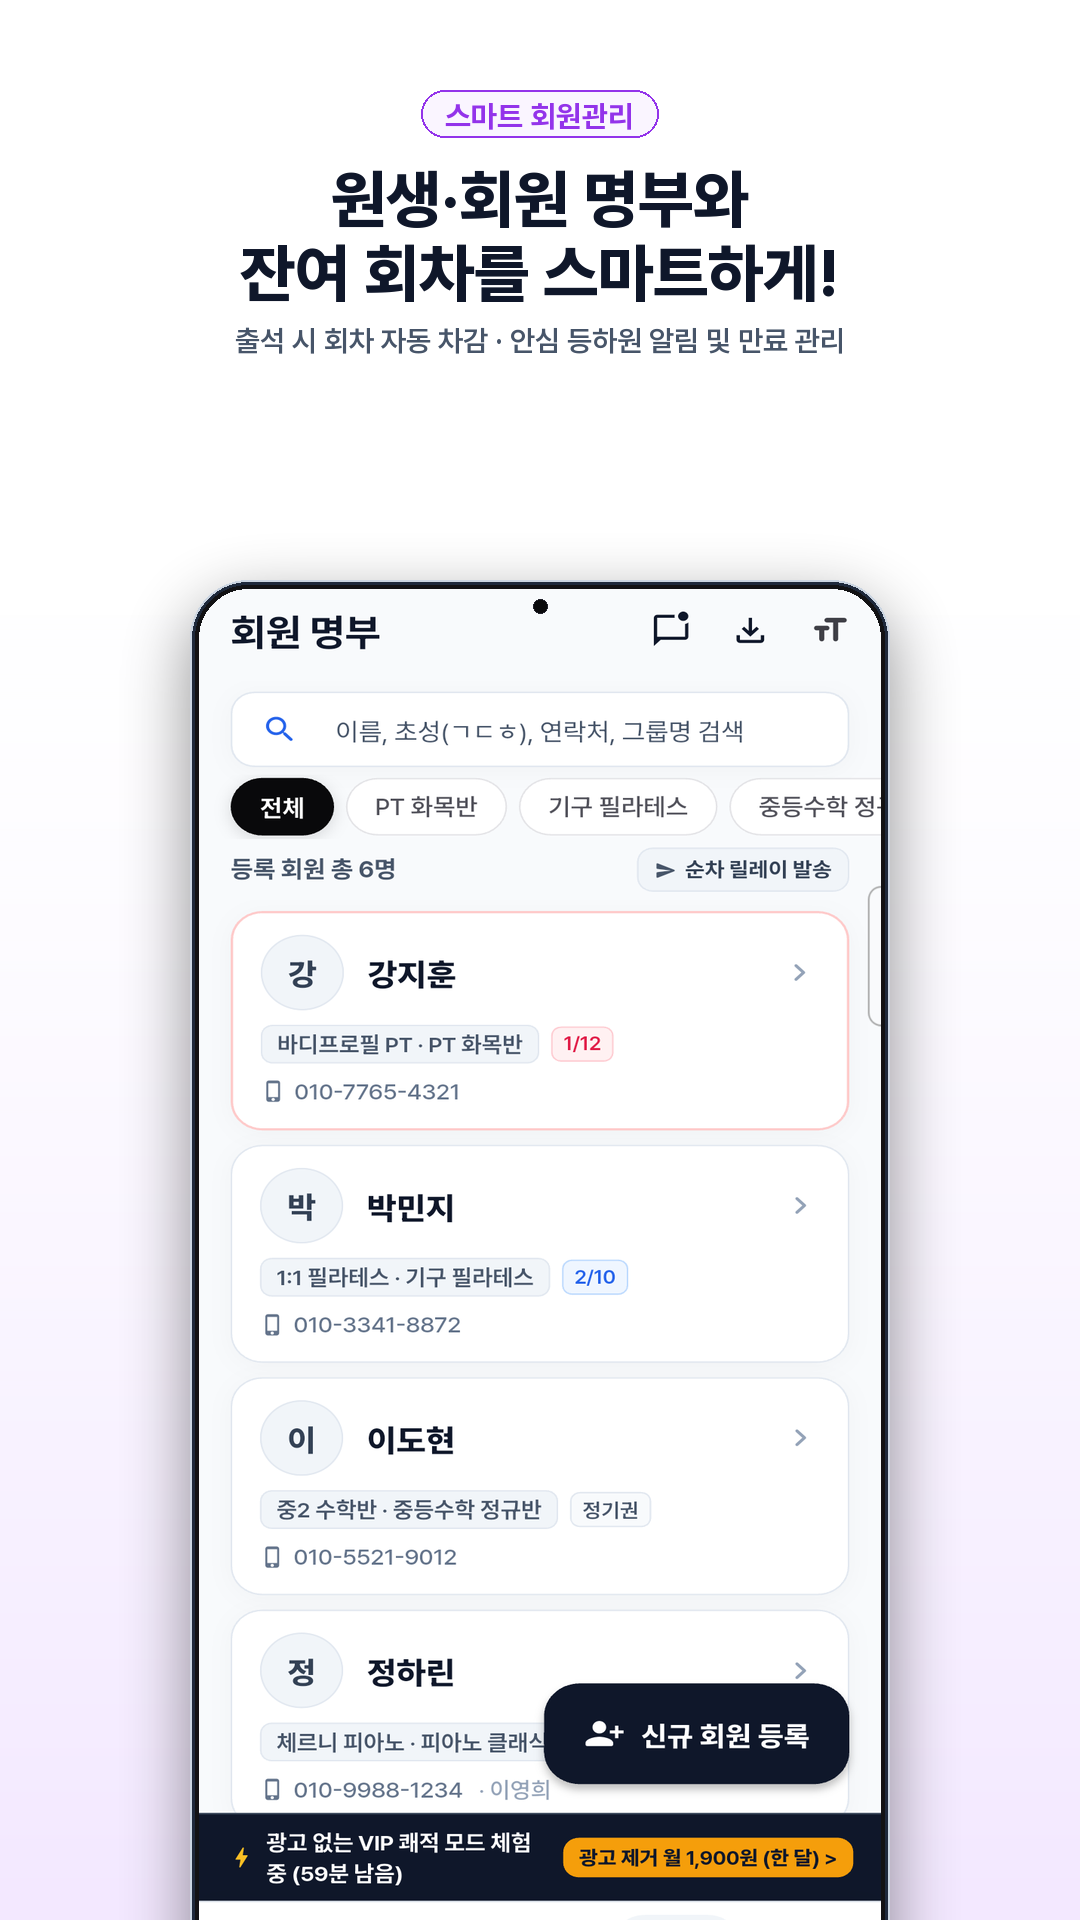 스마트 회원관리
원생·회원 명부와
잔여 회차를 스마트하게!
출석 시 회차 자동 차감 · 안심 등하원 알림 및 만료 관리
회원 명부
이름, 초성(ㄱㄷㅎ), 연락처, 그룹명 검색
전체 PT 화목반 기구 필라테스 중등수학 정
등록 회원 총 6명 순차 릴레이 발송
강 강지훈
바디프로필 PT · PT 화목반 1/12
010-7765-4321
박 박민지
1:1 필라테스 · 기구 필라테스 2/10
010-3341-8872
이 이도현
중2 수학반 · 중등수학 정규반 정기권
010-5521-9012
정 정하린
체르니 피아노 · 피아노 클래식
신규 회원 등록
010-9988-1234 · 이영희
광고 없는 VIP 쾌적 모드 체험
중 (59분 남음)
광고 제거 월 1,900원 (한 달) >